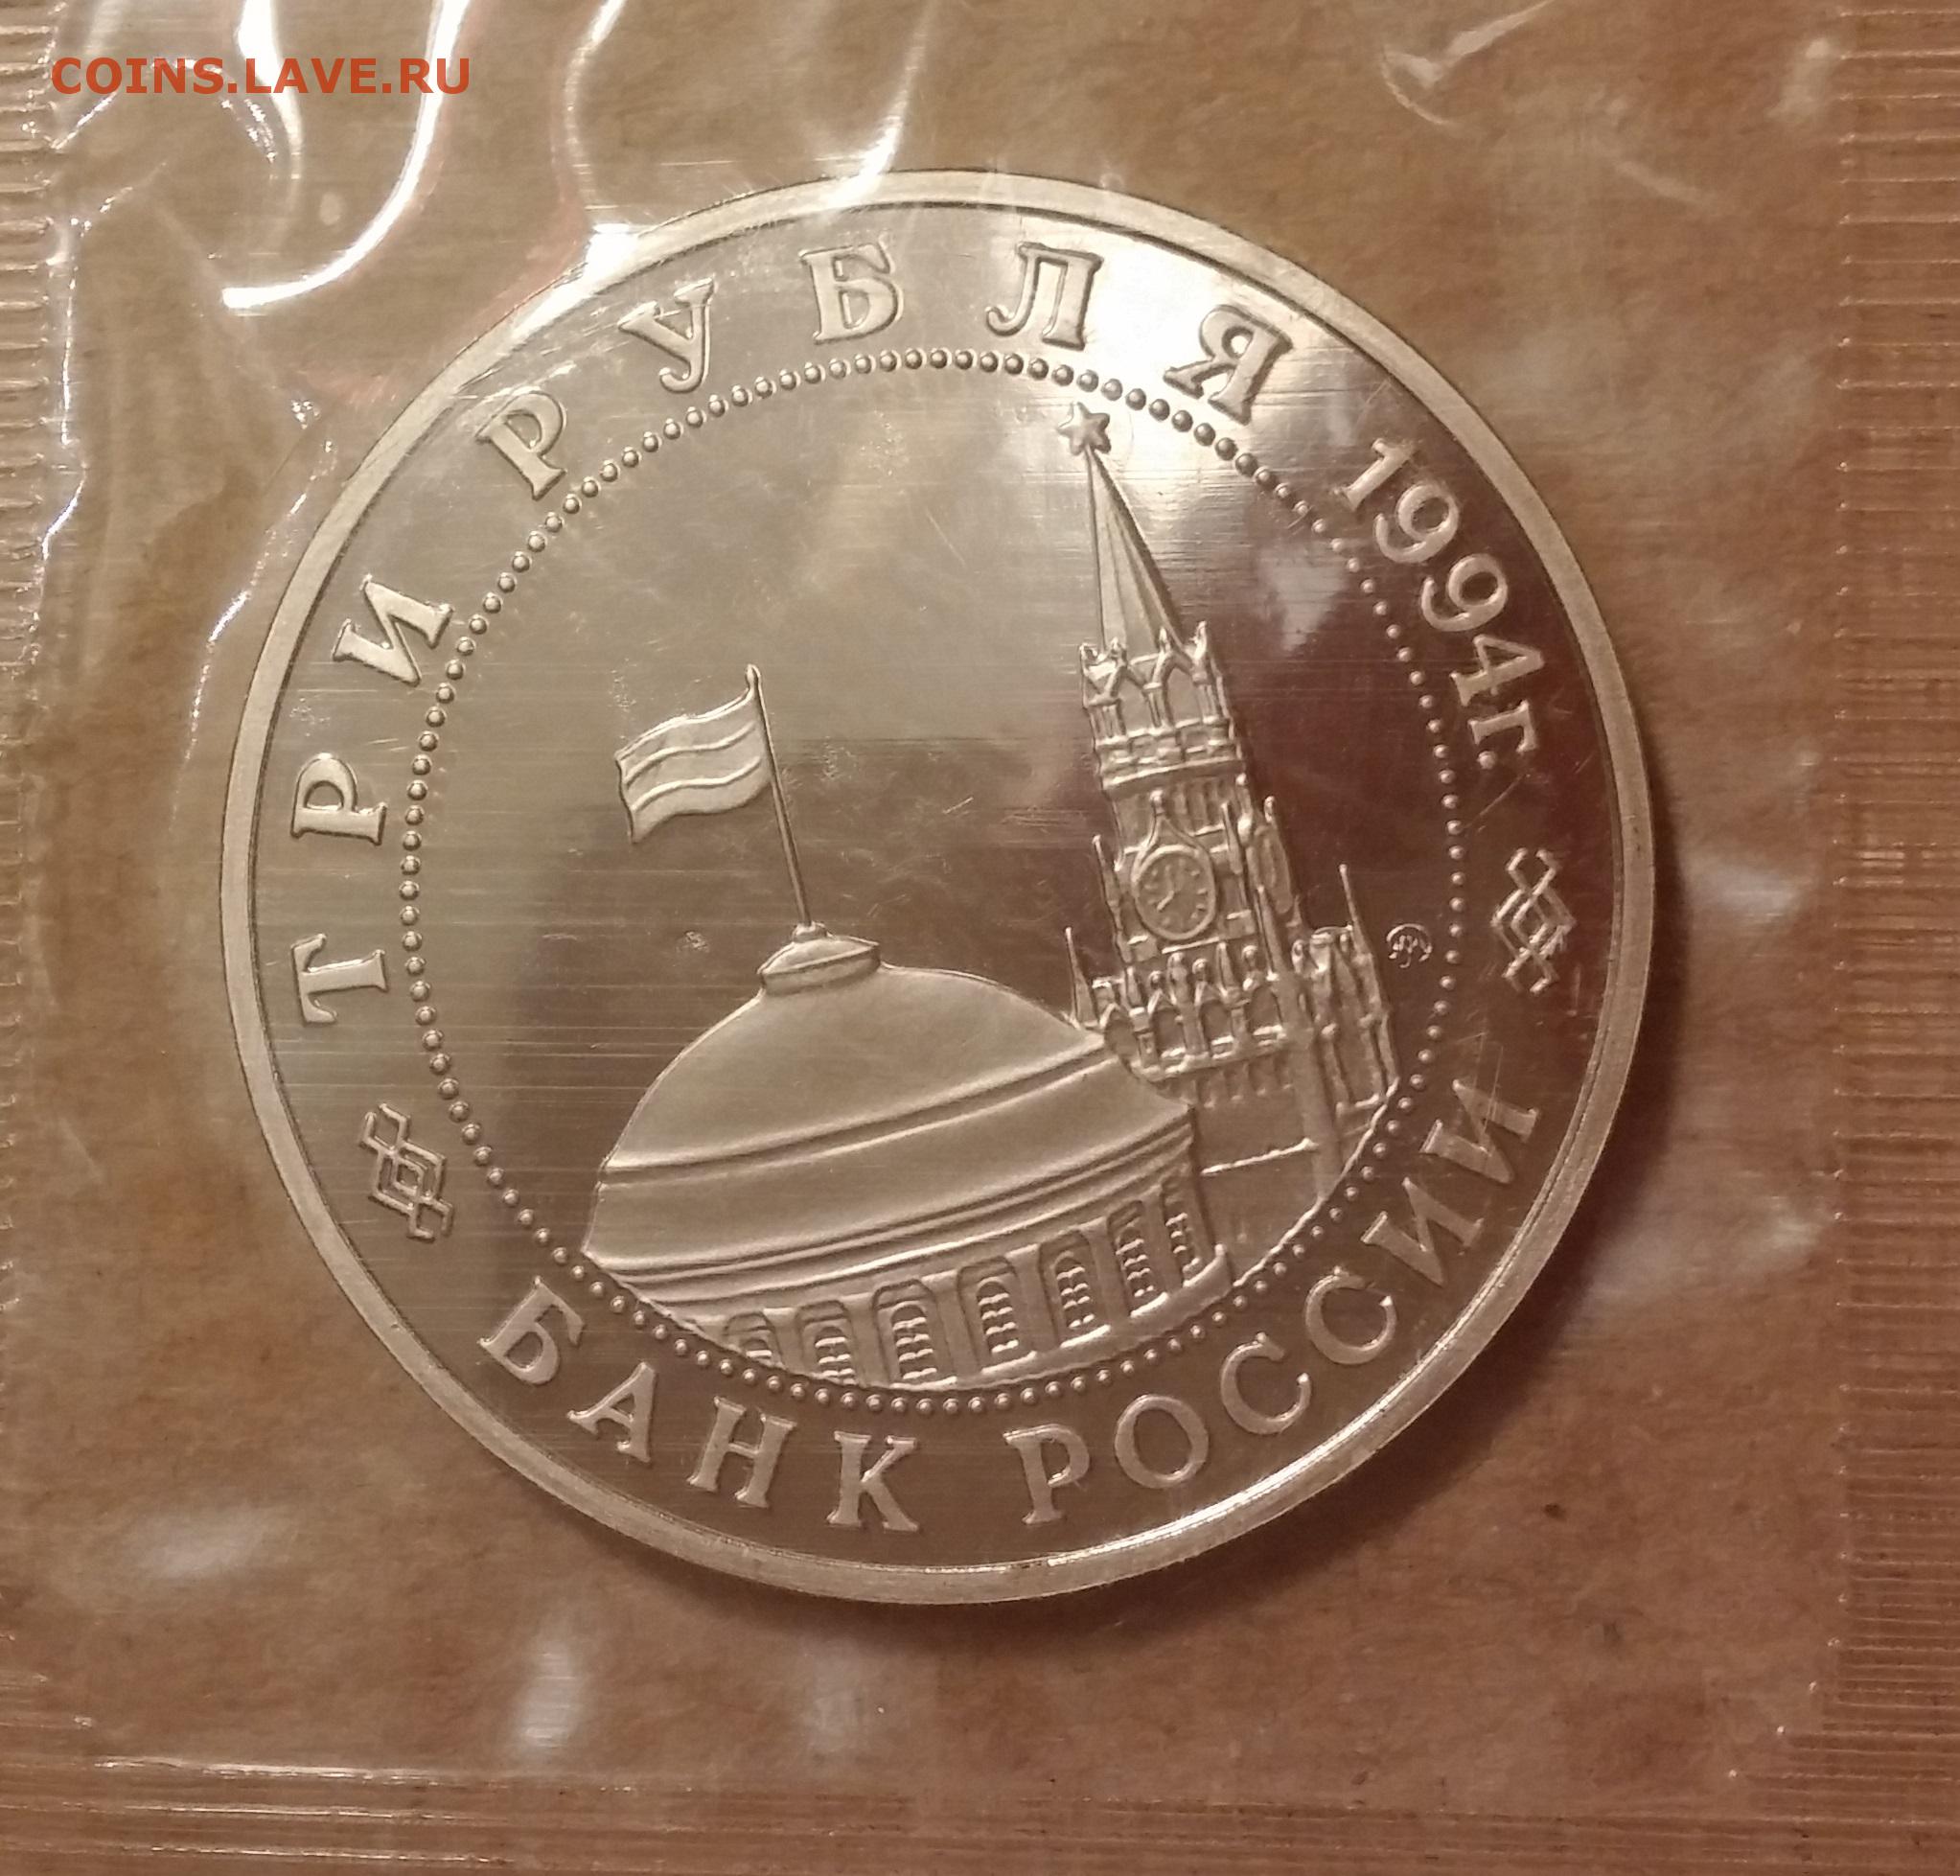 COINS.LAVE.RU
ТРИ РУБЛЯ 1994г.
БАНК РОССИИ